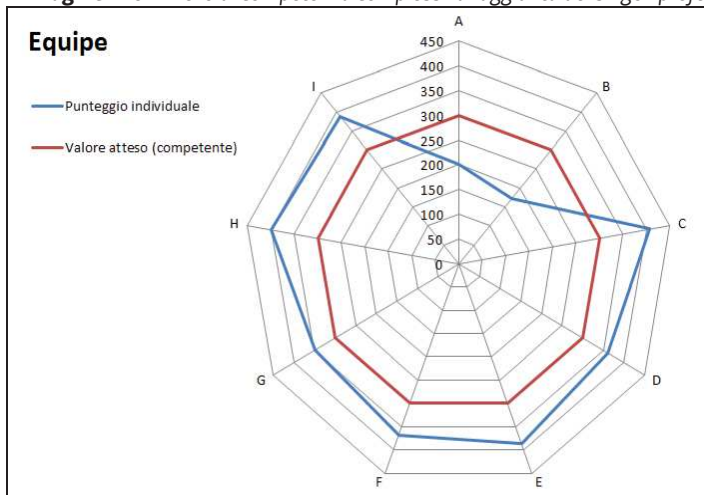 A
Equipe
450
400
B
I
350
Punteggio individuale
300
250
Valore atteso (competente)
200
150
100
H
C
50
0
G
D
F
E